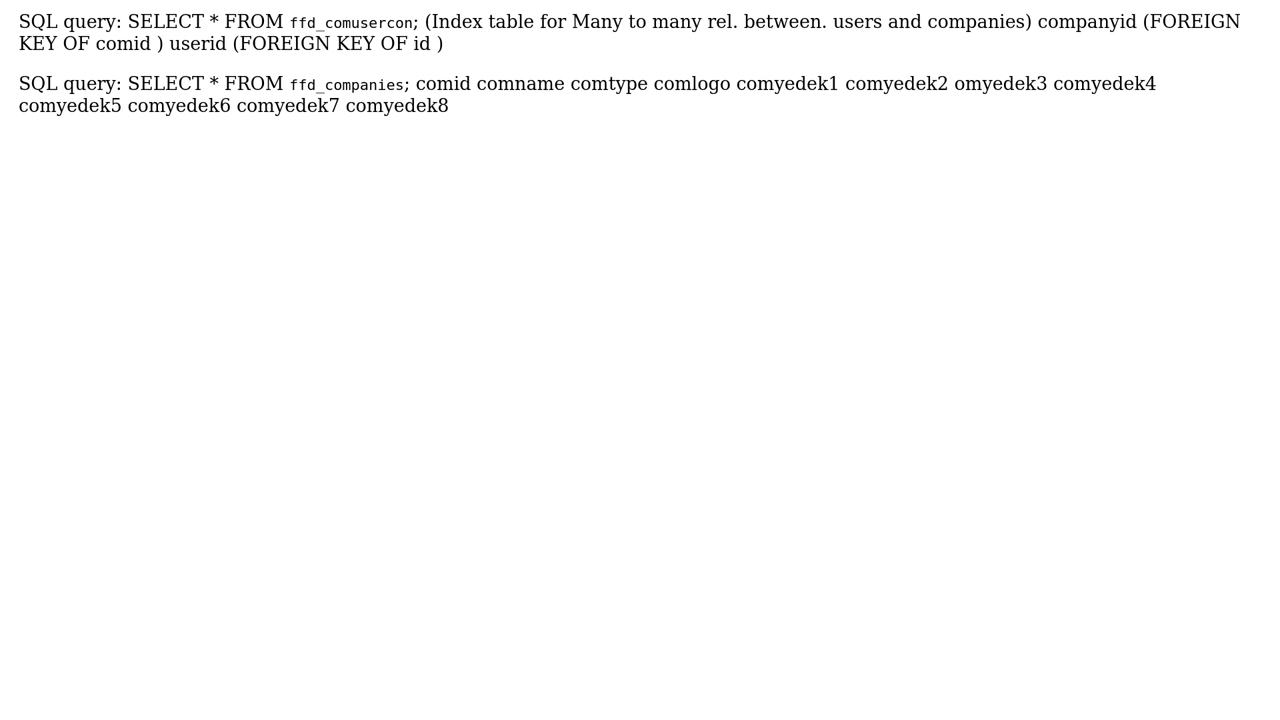 SQL query: SELECT * FROM ffd_comusercon; (Index table for Many to many rel. between. users and companies) companyid (FOREIGN
KEY OF comid ) userid (FOREIGN KEY OF id )
SQL query: SELECT * FROM ffd_companies; comid comname comtype comlogo comyedek1 comyedek2 omyedek3 comyedek4
comyedek5 comyedek6 comyedek7 comyedek8